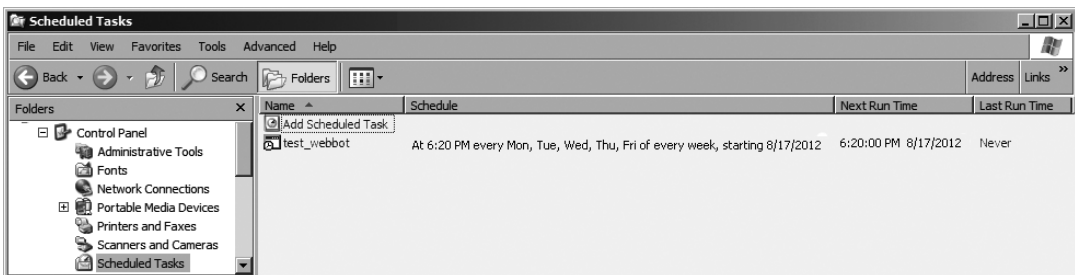 Scheduled Tasks
File Edit View Favorites Tools Advanced Help
Back Search Folders Address Links »
Folders x Name Schedule Next Run Time Last Run Time
Control Panel
Add Scheduled Task
test_webbot At 6:20 PM every Mon, Tue, Wed, Thu, Fri of every week, starting 8/17/2012 6:20:00 PM 8/17/2012 Never
Administrative Tools
Fonts
Network Connections
Portable Media Devices
Printers and Faxes
Scanners and Cameras
Scheduled Tasks